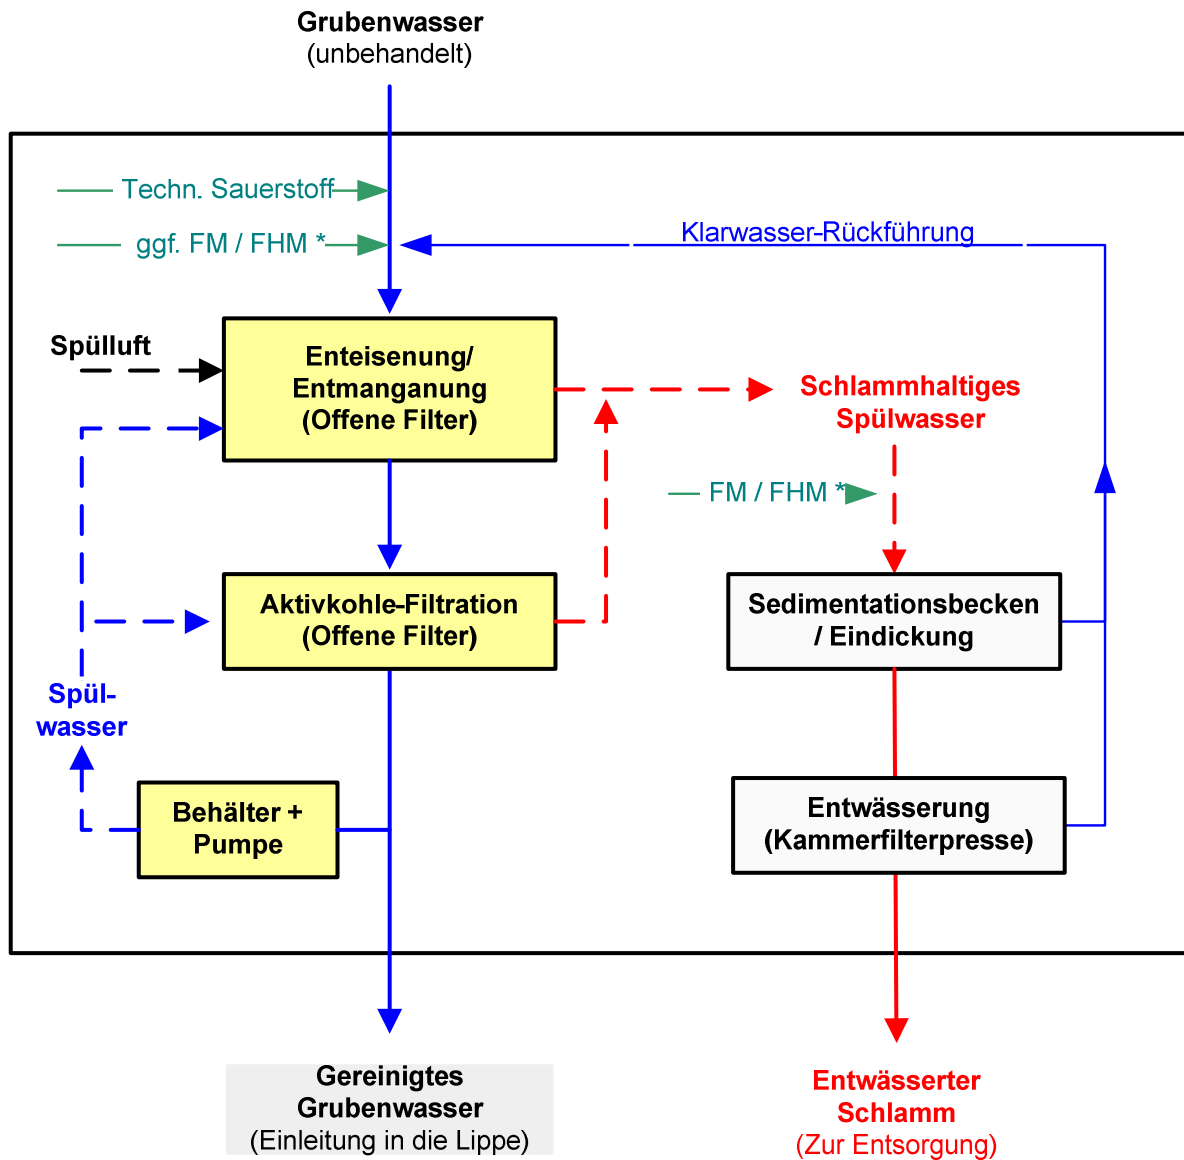 Grubenwasser
(unbehandelt)
Techn. Sauerstoff
ggf. FM / FHM *
Klarwasser-Rückführung
Spülluft
Enteisenung/
Entmanganung
(Offene Filter)
Schlammhaltiges
Spülwasser
FM / FHM *
Aktivkohle-Filtration
(Offene Filter)
Sedimentationsbecken
/ Eindickung
Spül-
wasser
Behälter +
Pumpe
Entwässerung
(Kammerfilterpresse)
Gereinigtes
Grubenwasser
(Einleitung in die Lippe)
Entwässerter
Schlamm
(Zur Entsorgung)